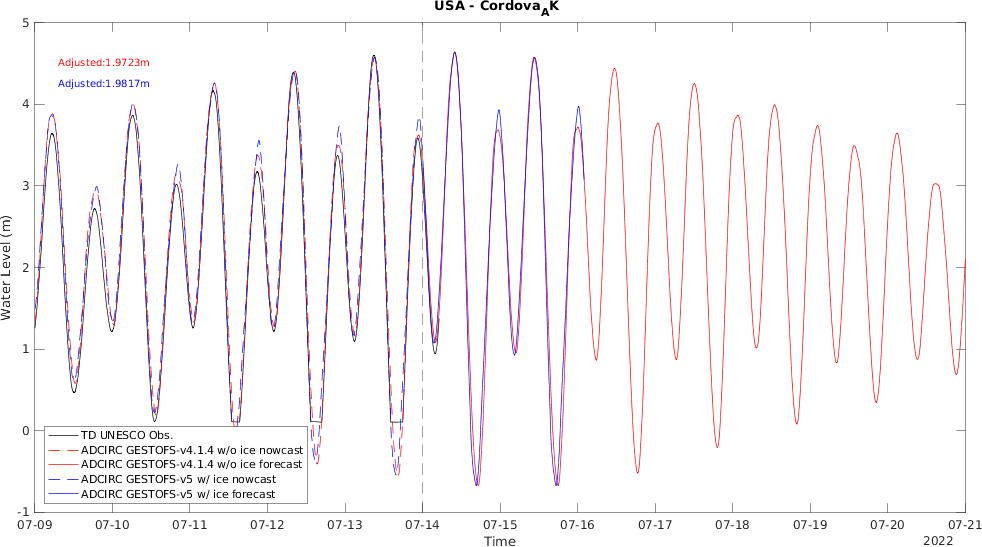 USA - Cordova_AK
5
4
3
2
1
0
-1
Water Level (m)
Adjusted:1.9723m
Adjusted:1.9817m
TD UNESCO Obs.
ADCIRC GESTOFS-v4.1.4 w/o ice nowcast
ADCIRC GESTOFS-v4.1.4 w/o ice forecast
ADCIRC GESTOFS-v5 w/ ice nowcast
ADCIRC GESTOFS-v5 w/ ice forecast
07-09 07-10 07-11 07-12 07-13 07-14 07-15 07-16 07-17 07-18 07-19 07-20 07-21
Time
2022